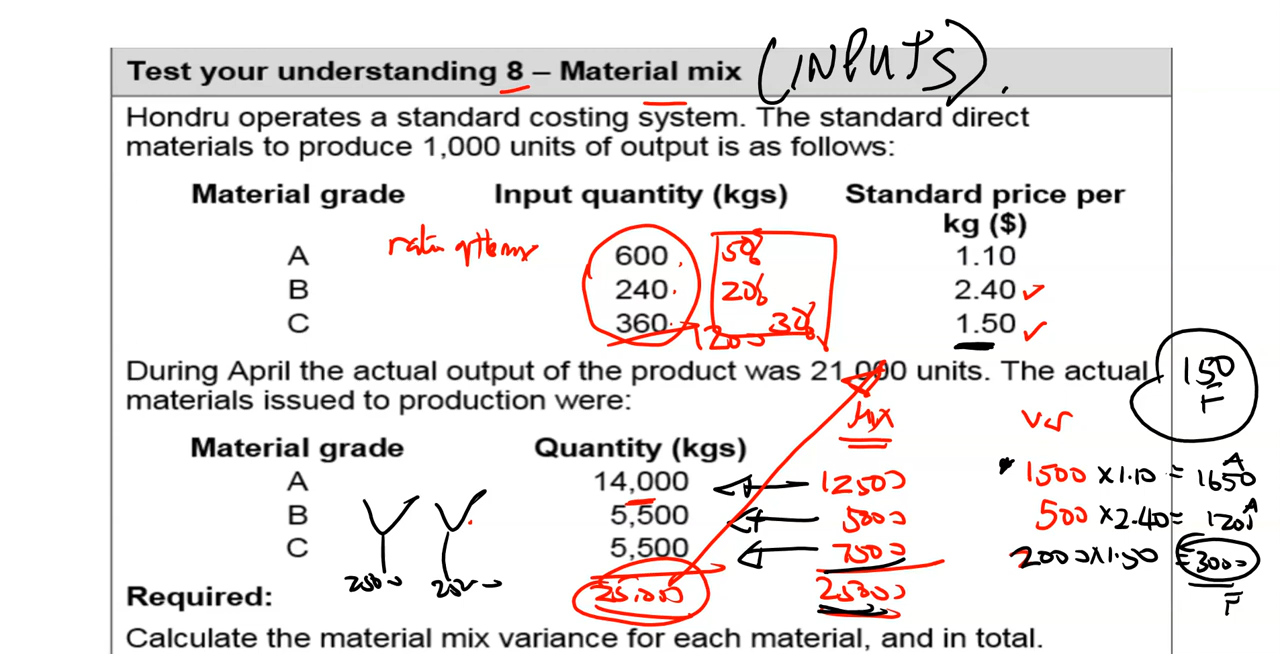 Test your understanding 8 – Material mix (INPUTS).
Hondru operates a standard costing system. The standard direct
materials to produce 1,000 units of output is as follows:
Material grade Input quantity (kgs) Standard price per
kg ($)
A 600 50% 1.10
B 240 20% 2.40
C 360 1200 30% 1.50
During April the actual output of the product was 21,000 units. The actual 150
materials issued to production were: F
Material grade Quantity (kgs) Mix Var
A 14,000 12500 1500 x 1.10 = 1650 A
B 5,500 5000 500 x 2.40 = 1200 A
C 5,500 7500 2000 x 1.50 = 3000
25,000 25000 F
Required:
Calculate the material mix variance for each material, and in total.